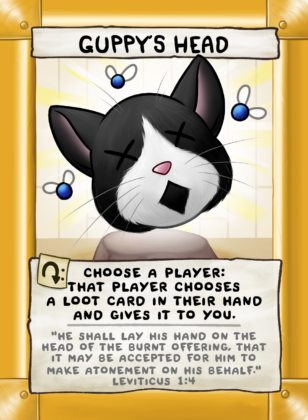 GUPPY'S HEAD
: CHOOSE A PLAYER:
THAT PLAYER CHOOSES
A LOOT CARD IN THEIR HAND
AND GIVES IT TO YOU.
"HE SHALL LAY HIS HAND ON THE
HEAD OF THE BURNT OFFERING, THAT
IT MAY BE ACCEPTED FOR HIM TO
MAKE ATONEMENT ON HIS BEHALF."
LEVITICUS 1:4